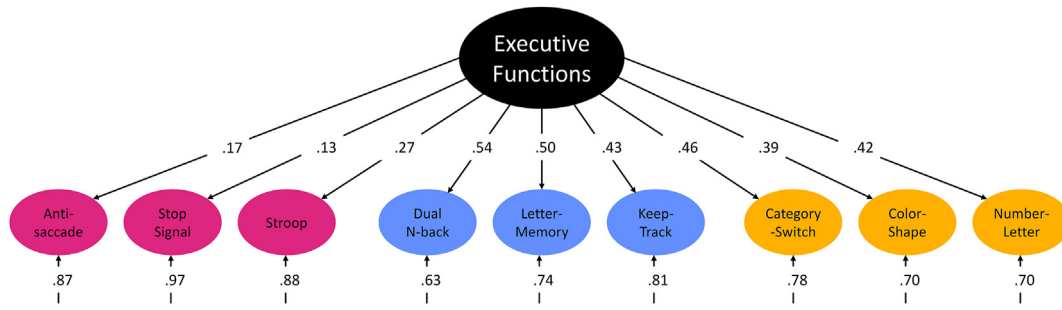 Executive
Functions
.17
.13
.27
.54
.50
.43
.46
.39
.42
Anti-
saccade
Stop
Signal
Stroop
Dual
N-back
Letter-
Memory
Keep-
Track
Category
-Switch
Color-
Shape
Number-
Letter
.87
.97
.88
.63
.74
.81
.78
.70
.70